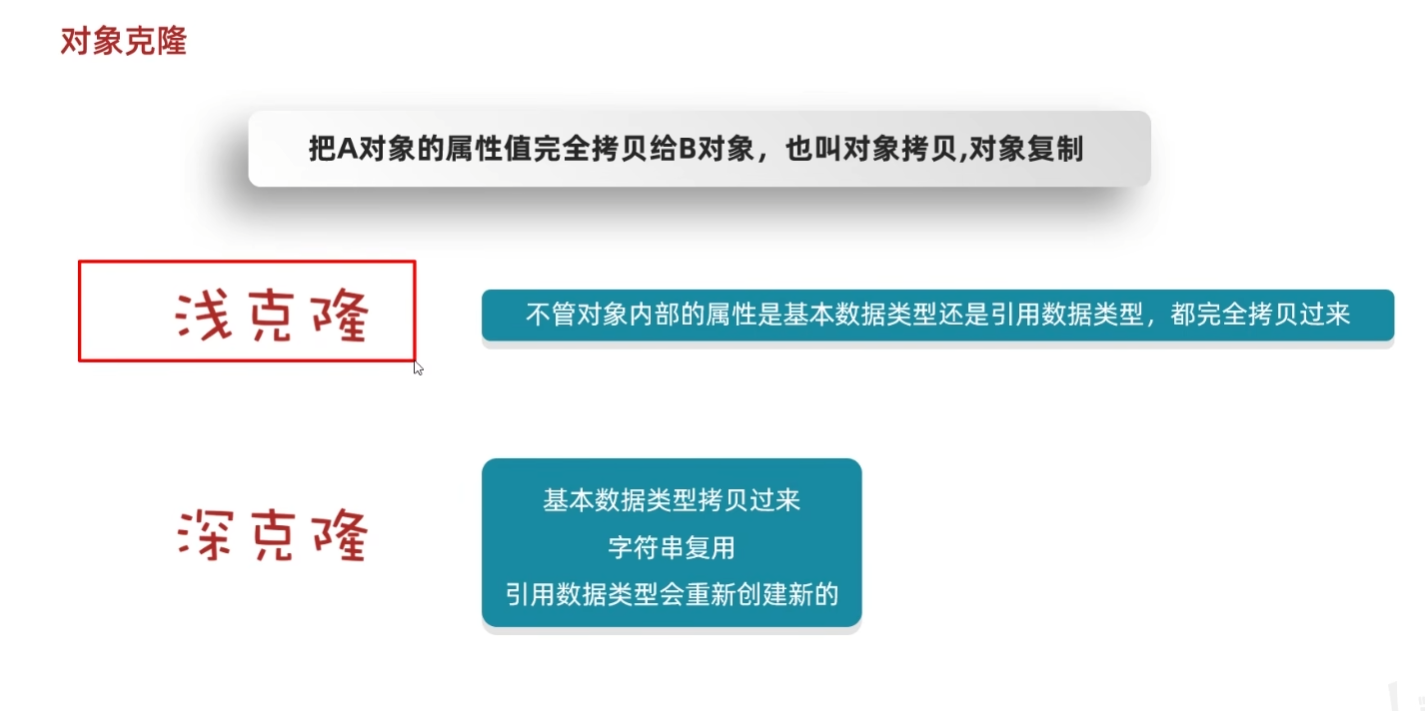 对象克隆
把A对象的属性值完全拷贝给B对象，也叫对象拷贝,对象复制
浅克隆
不管对象内部的属性是基本数据类型还是引用数据类型，都完全拷贝过来
深克隆
基本数据类型拷贝过来
字符串复用
引用数据类型会重新创建新的